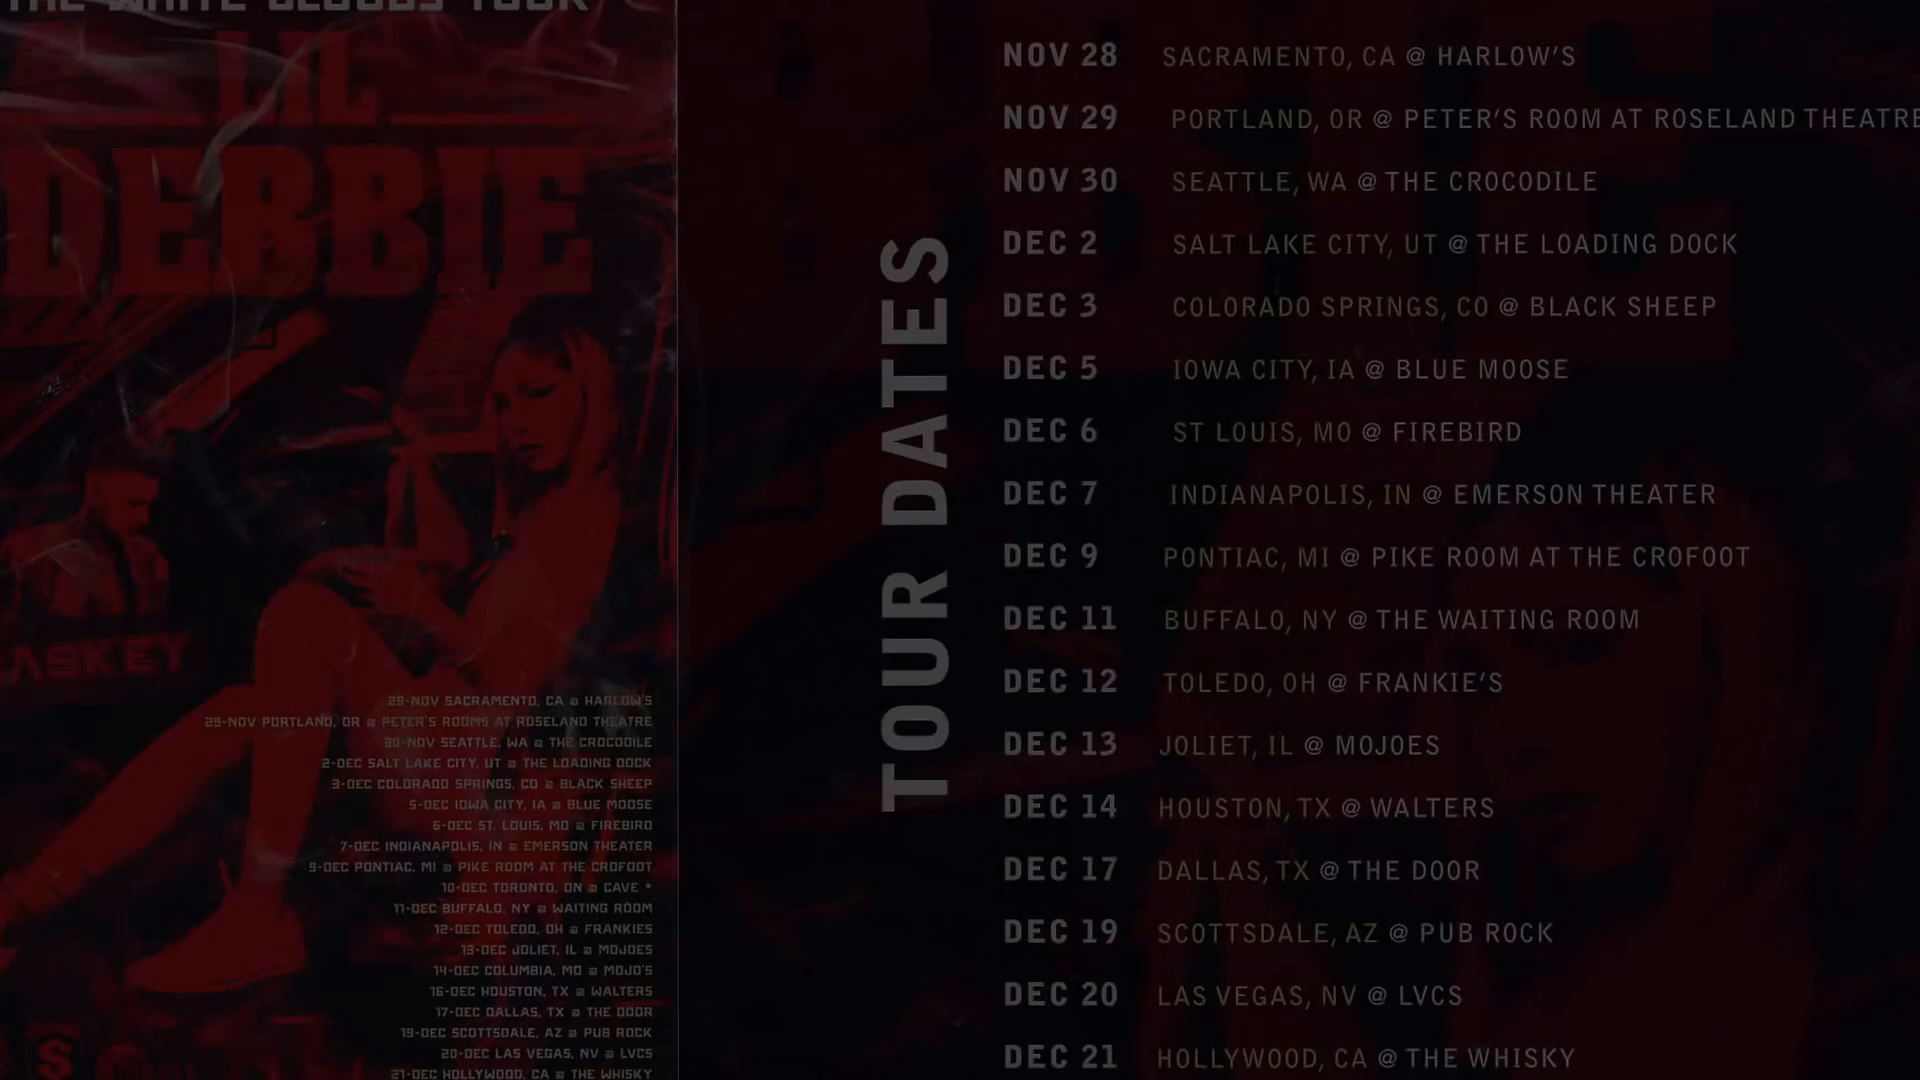 THE WHITE CLOUDS TOUR
LIL
DEBBIE
LASKEY
28-NOV SACRAMENTO, CA @ HARLOW'S
29-NOV PORTLAND, OR @ PETER'S ROOMS AT ROSELAND THEATRE
30-NOV SEATTLE, WA @ THE CROCODILE
2-DEC SALT LAKE CITY, UT @ THE LOADING DOCK
3-DEC COLORADO SPRINGS, CO @ BLACK SHEEP
5-DEC IOWA CITY, IA @ BLUE MOOSE
6-DEC ST. LOUIS, MO @ FIREBIRD
7-DEC INDIANAPOLIS, IN @ EMERSON THEATER
9-DEC PONTIAC, MI @ PIKE ROOM AT THE CROFOOT
10-DEC TORONTO, ON @ CAVE *
11-DEC BUFFALO, NY @ WAITING ROOM
12-DEC TOLEDO, OH @ FRANKIES
13-DEC JOLIET, IL @ MOJOES
14-DEC COLUMBIA, MO @ MOJO'S
16-DEC HOUSTON, TX @ WALTERS
17-DEC DALLAS, TX @ THE DOOR
19-DEC SCOTTSDALE, AZ @ PUB ROCK
20-DEC LAS VEGAS, NV @ LVCS
21-DEC HOLLYWOOD, CA @ THE WHISKY
TOUR DATES
NOV 28 SACRAMENTO, CA @ HARLOW'S
NOV 29 PORTLAND, OR @ PETER'S ROOM AT ROSELAND THEATRE
NOV 30 SEATTLE, WA @ THE CROCODILE
DEC 2 SALT LAKE CITY, UT @ THE LOADING DOCK
DEC 3 COLORADO SPRINGS, CO @ BLACK SHEEP
DEC 5 IOWA CITY, IA @ BLUE MOOSE
DEC 6 ST LOUIS, MO @ FIREBIRD
DEC 7 INDIANAPOLIS, IN @ EMERSON THEATER
DEC 9 PONTIAC, MI @ PIKE ROOM AT THE CROFOOT
DEC 11 BUFFALO, NY @ THE WAITING ROOM
DEC 12 TOLEDO, OH @ FRANKIE'S
DEC 13 JOLIET, IL @ MOJOES
DEC 14 HOUSTON, TX @ WALTERS
DEC 17 DALLAS, TX @ THE DOOR
DEC 19 SCOTTSDALE, AZ @ PUB ROCK
DEC 20 LAS VEGAS, NV @ LVCS
DEC 21 HOLLYWOOD, CA @ THE WHISKY